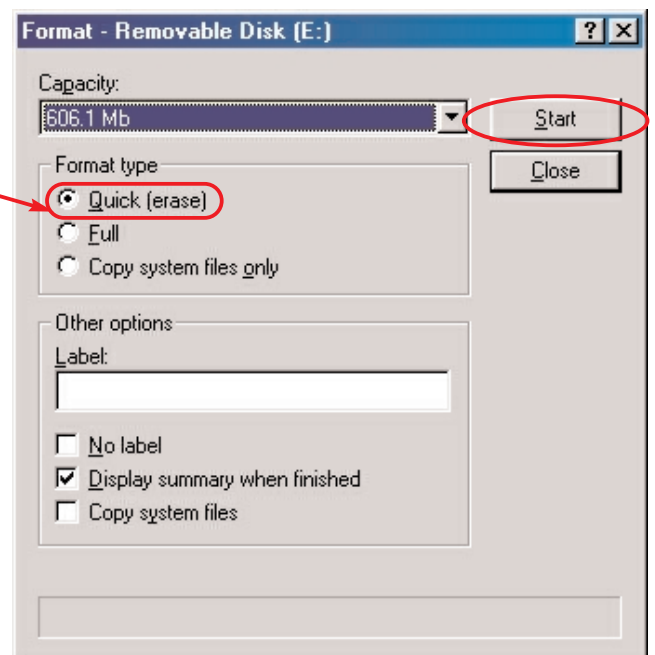 Format - Removable Disk (E:)
Capacity:
606.1 Mb
Start
Format type
Close
Quick (erase)
Full
Copy system files only
Other options
Label:
No label
Display summary when finished
Copy system files